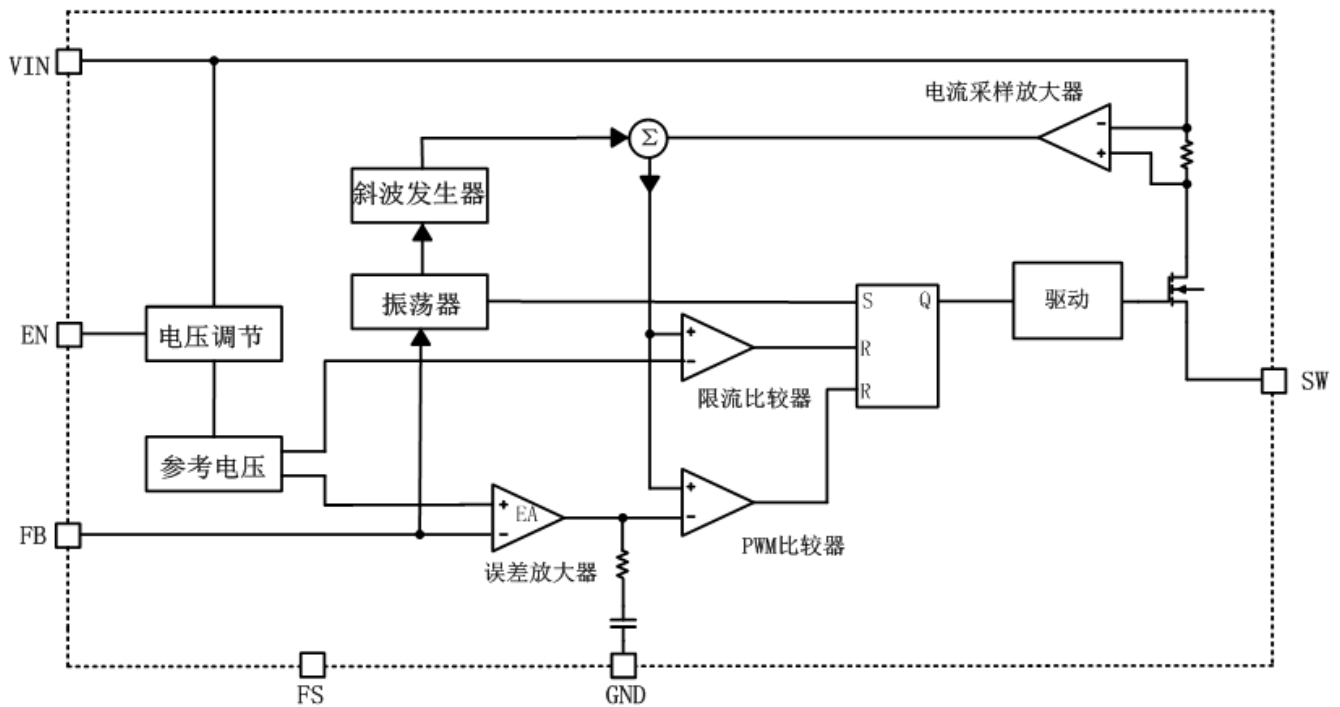 VIN
电流采样放大器
-
+
Σ
斜波发生器
振荡器
S
Q
驱动
EN
电压调节
+
-
R
限流比较器
R
SW
参考电压
+
EA
-
+
-
FB
误差放大器
PWM比较器
FS
GND